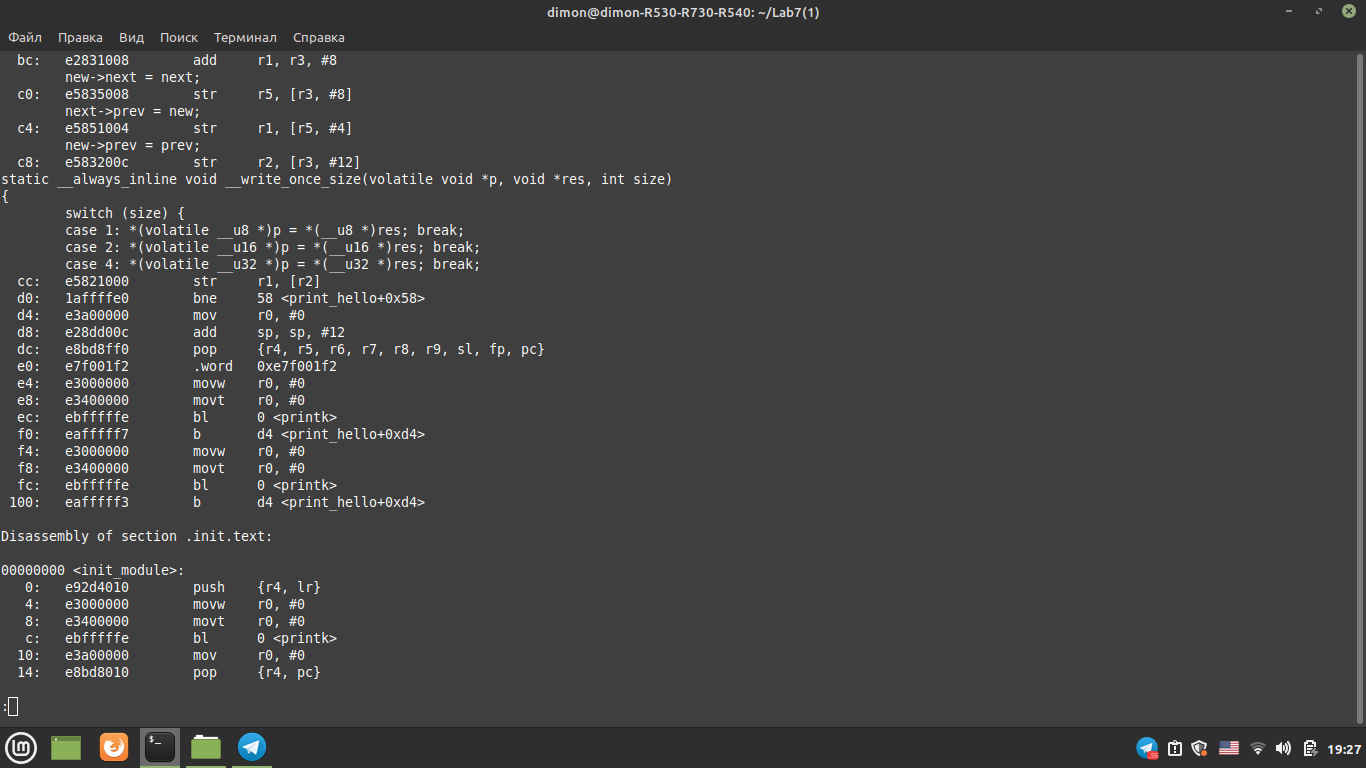 dimon@dimon-R530-R730-R540: ~/Lab7(1)
Файл Правка Вид Поиск Терминал Справка
  bc:   e2831008        add     r1, r3, #8
        new->next = next;
  c0:   e5835008        str     r5, [r3, #8]
        next->prev = new;
  c4:   e5851004        str     r1, [r5, #4]
        new->prev = prev;
  c8:   e583200c        str     r2, [r3, #12]
static __always_inline void __write_once_size(volatile void *p, void *res, int size)
{
        switch (size) {
        case 1: *(volatile __u8 *)p = *(__u8 *)res; break;
        case 2: *(volatile __u16 *)p = *(__u16 *)res; break;
        case 4: *(volatile __u32 *)p = *(__u32 *)res; break;
  cc:   e5821000        str     r1, [r2]
  d0:   1affffe0        bne     58 <print_hello+0x58>
  d4:   e3a00000        mov     r0, #0
  d8:   e28dd00c        add     sp, sp, #12
  dc:   e8bd8ff0        pop     {r4, r5, r6, r7, r8, r9, sl, fp, pc}
  e0:   e7f001f2        .word   0xe7f001f2
  e4:   e3000000        movw    r0, #0
  e8:   e3400000        movt    r0, #0
  ec:   ebfffffe        bl      0 <printk>
  f0:   eafffff7        b       d4 <print_hello+0xd4>
  f4:   e3000000        movw    r0, #0
  f8:   e3400000        movt    r0, #0
  fc:   ebfffffe        bl      0 <printk>
 100:   eafffff3        b       d4 <print_hello+0xd4>
Disassembly of section .init.text:
00000000 <init_module>:
   0:   e92d4010        push    {r4, lr}
   4:   e3000000        movw    r0, #0
   8:   e3400000        movt    r0, #0
   c:   ebfffffe        bl      0 <printk>
  10:   e3a00000        mov     r0, #0
  14:   e8bd8010        pop     {r4, pc}
:
19:27